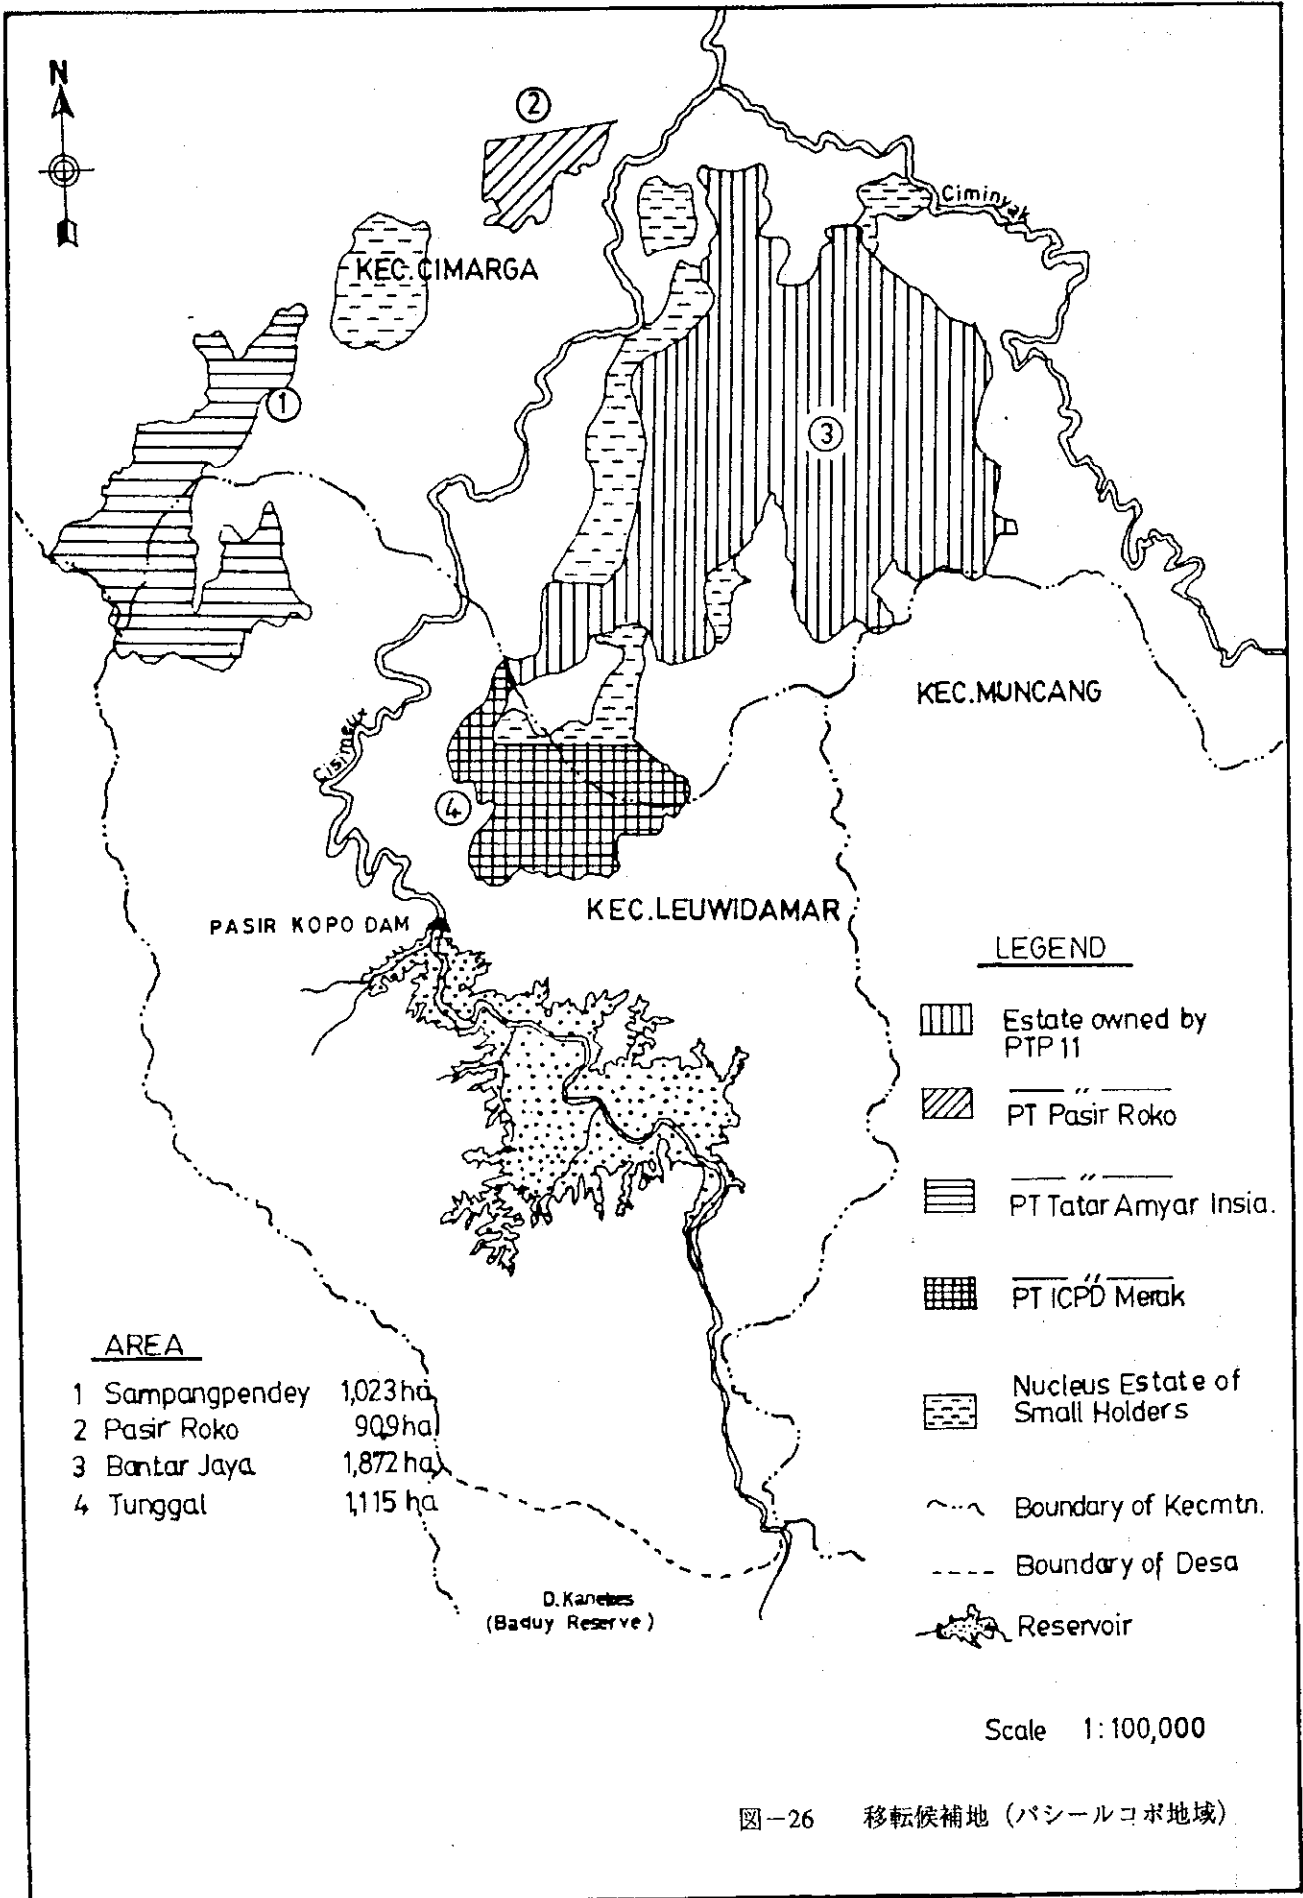 N
②
Ciminyak
KEC.CIMARGA
①
③
KEC.MUNCANG
Cisimeut
④
KEC.LEUWIDAMAR
PASIR KOPO DAM
LEGEND
Estate owned by
PTP 11
—— " ——
PT Pasir Roko
—— " ——
PT Tatar Amyar Insia.
—— " ——
PT ICPD Merak
Nucleus Estate of
Small Holders
Boundary of Kecmtn.
Boundary of Desa
Reservoir
AREA
1 Sampangpendey 1,023 ha
2 Pasir Roko 909 ha
3 Bantar Jaya 1,872 ha
4 Tunggal 1,115 ha
D.Kanekes
(Baduy Reserve)
Scale 1:100,000
図-26 移転候補地 (パシールコポ地域)